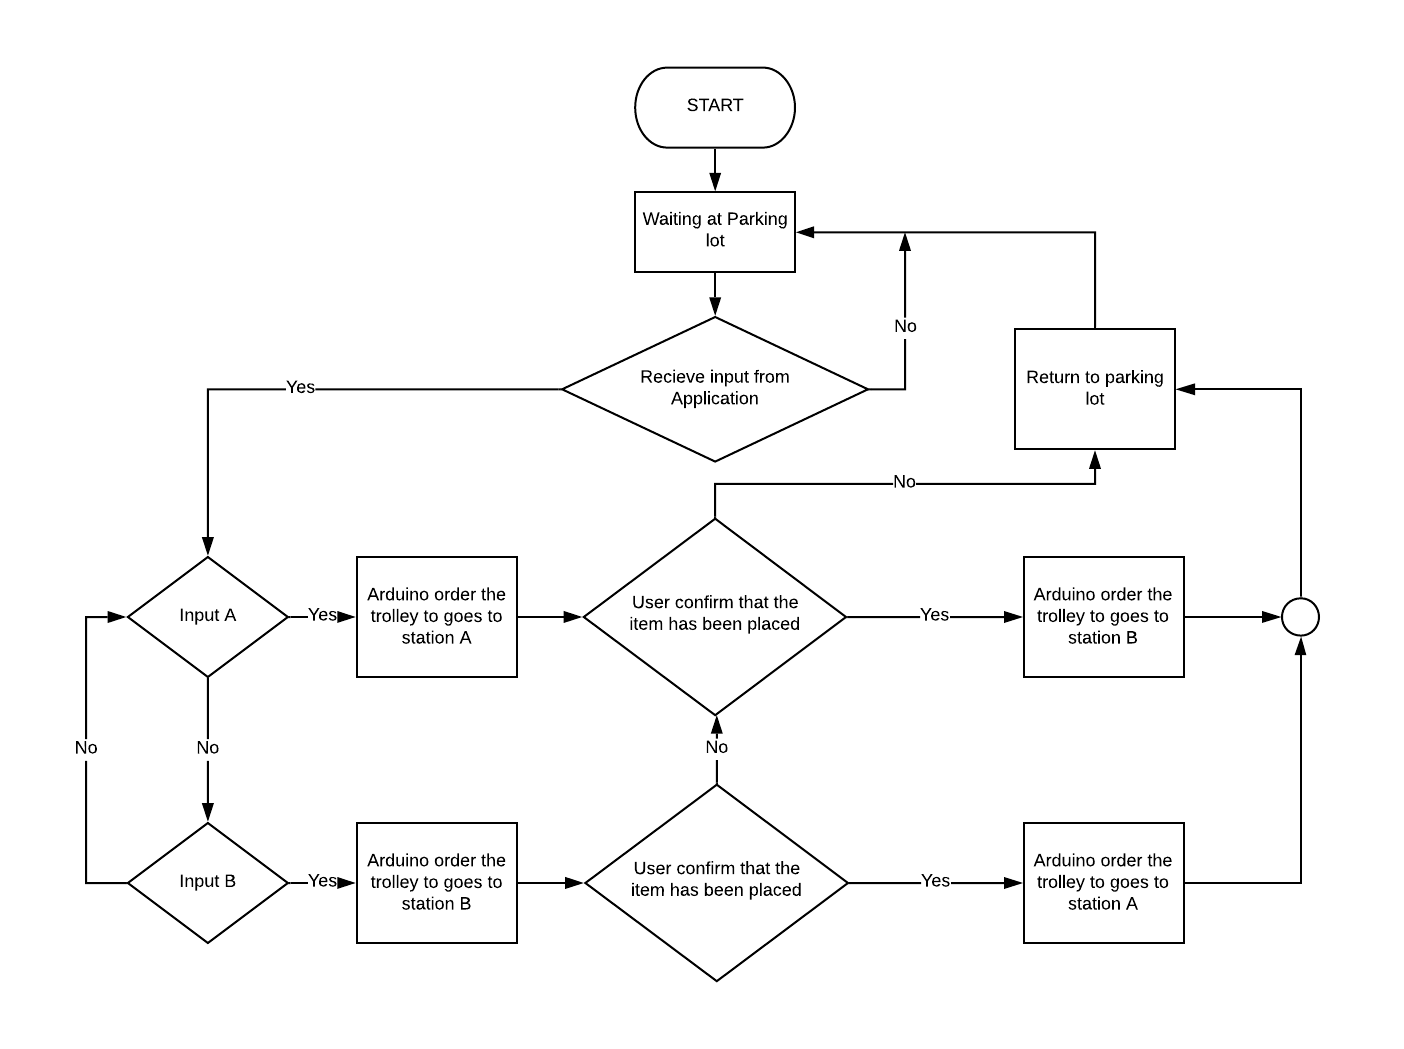 START
Waiting at Parking
lot
No
Recieve input from
Application
Yes
Return to parking
lot
No
Input A
Yes
Arduino order the
trolley to goes to
station A
User confirm that the
item has been placed
Yes
Arduino order the
trolley to goes to
station B
No
No
No
Input B
Yes
Arduino order the
trolley to goes to
station B
User confirm that the
item has been placed
Yes
Arduino order the
trolley to goes to
station A